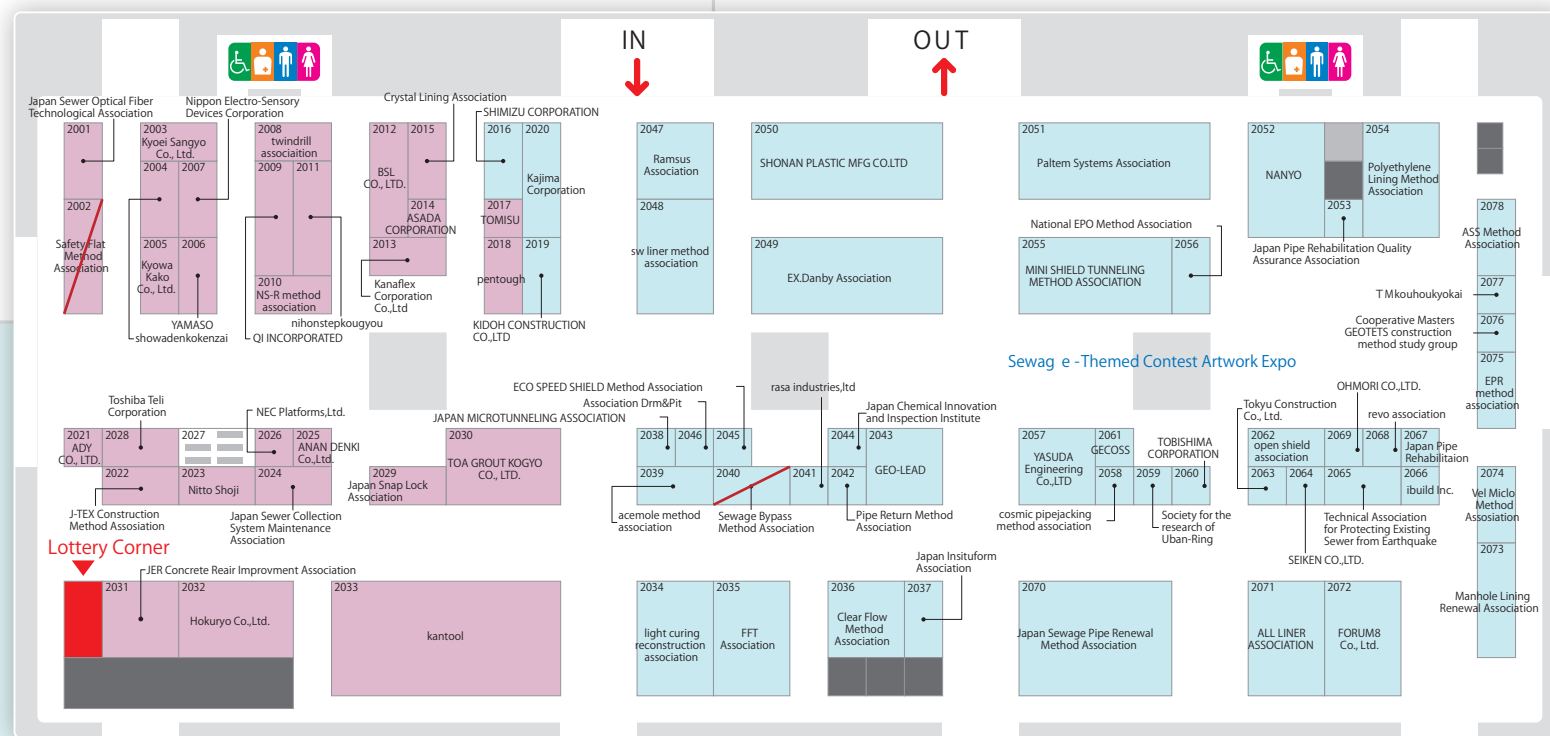 IN
OUT
Japan Sewer Optical Fiber
Technological Association
Nippon Electro-Sensory
Devices Corporation
Crystal Lining Association
SHIMIZU CORPORATION
2001
2002
Safety Flat
Method
Association
2003
Kyoei Sangyo
Co., Ltd.
2004
2007
2005
Kyowa
Kako
Co., Ltd.
2006
YAMASO
showadenkokenzai
2008
twindrill
associaition
2009
2011
2010
NS-R method
association
nihonstepkougyou
QI INCORPORATED
2012
BSL
CO., LTD.
2015
2014
ASADA
CORPORATION
2013
Kanaflex
Corporation
Co.,Ltd
2016
2020
Kajima
Corporation
2017
TOMISU
2018
pentough
2019
KIDOH CONSTRUCTION
CO.,LTD
2047
Ramsus
Association
2048
sw liner method
association
2050
SHONAN PLASTIC MFG CO.LTD
2049
EX.Danby Association
2051
Paltem Systems Association
National EPO Method Association
2055
MINI SHIELD TUNNELING
METHOD ASSOCIATION
2056
2052
NANYO
2053
2054
Polyethylene
Lining Method
Association
Japan Pipe Rehabilitation Quality
Assurance Association
2078
ASS Method
Association
2077
T Mkouhoukyokai
2076
Cooperative Masters
GEOTETS construction
method study group
2075
EPR
method
association
Sewag e -Themed Contest Artwork Expo
Toshiba Teli
Corporation
NEC Platforms,Ltd.
2021
ADY
CO., LTD.
2028
2027
2026
2025
ANAN DENKI
Co.,Ltd.
2022
2023
Nitto Shoji
2024
J-TEX Construction
Method Assosiation
Japan Sewer Collection
System Maintenance
Association
2029
Japan Snap Lock
Association
2030
TOA GROUT KOGYO
CO., LTD.
ECO SPEED SHIELD Method Association
Association Drm&Pit
JAPAN MICROTUNNELING ASSOCIATION
rasa industries,ltd
Japan Chemical Innovation
and Inspection Institute
2038
2046
2045
2044
2043
GEO-LEAD
2039
2040
2041
2042
acemole method
association
Sewage Bypass
Method Association
Pipe Return Method
Association
2057
YASUDA
Engineering
Co.,LTD
2061
GECOSS
TOBISHIMA
CORPORATION
2058
2059
2060
cosmic pipejacking
method association
Society for the
research of
Uban-Ring
Tokyu Construction
Co., Ltd.
OHMORI CO.,LTD.
revo association
2062
open shield
association
2069
2068
2067
Japan Pipe
Rehabilitaion
2063
2064
2065
2066
ibuild Inc.
Technical Association
for Protecting Existing
Sewer from Earthquake
SEIKEN CO.,LTD.
2074
Vel Miclo
Method
Assosiation
2073
Manhole Lining
Renewal Association
Lottery Corner
JER Concrete Reair Improvment Association
2031
2032
Hokuryo Co.,Ltd.
2033
kantool
2034
light curing
reconstruction
association
2035
FFT
Association
Japan Insituform
Association
2036
Clear Flow
Method
Association
2037
2070
Japan Sewage Pipe Renewal
Method Association
2071
ALL LINER
ASSOCIATION
2072
FORUM8
Co., Ltd.